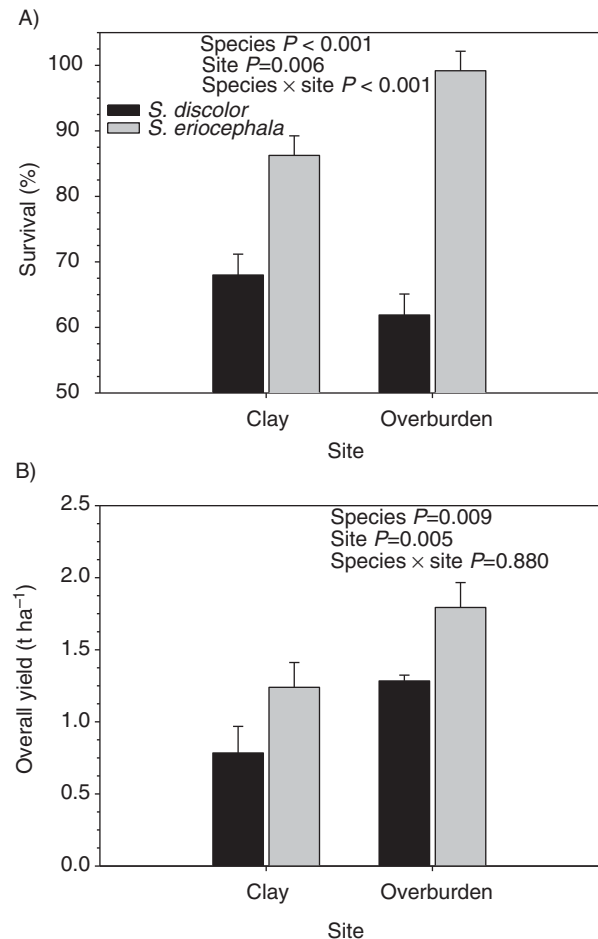 A)
Species P < 0.001
Site P=0.006
Species × site P < 0.001
S. discolor
S. eriocephala
Survival (%)
100
90
80
70
60
50
Clay Overburden
Site
B)
Species P=0.009
Site P=0.005
Species × site P=0.880
Overall yield (t ha⁻¹)
2.5
2.0
1.5
1.0
0.5
0.0
Clay Overburden
Site